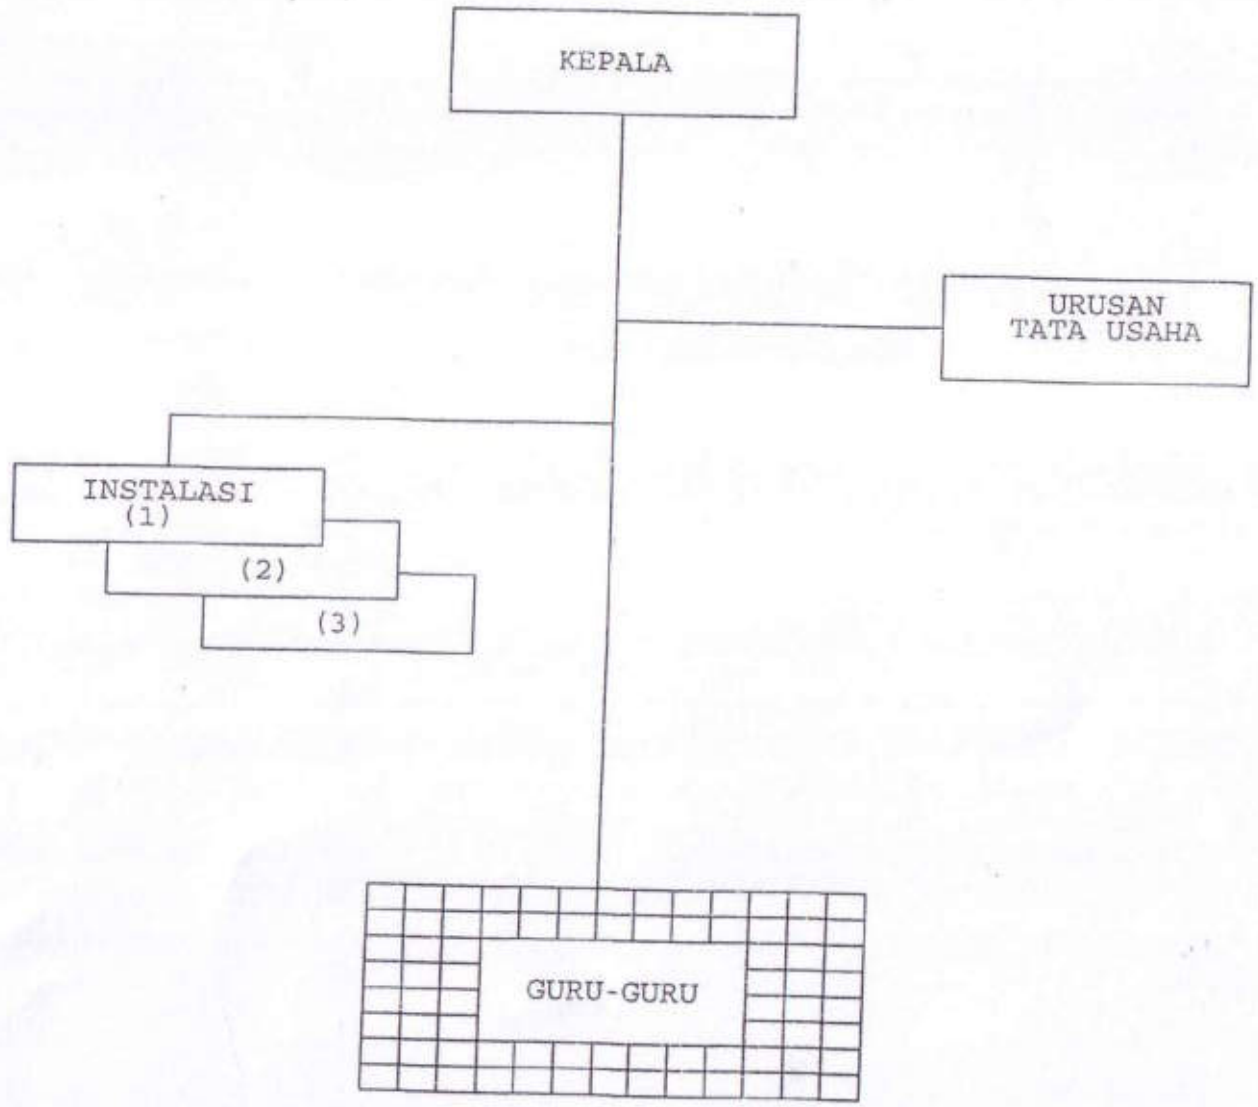 KEPALA
URUSAN
TATA USAHA
INSTALASI
(1)
(2)
(3)
GURU-GURU